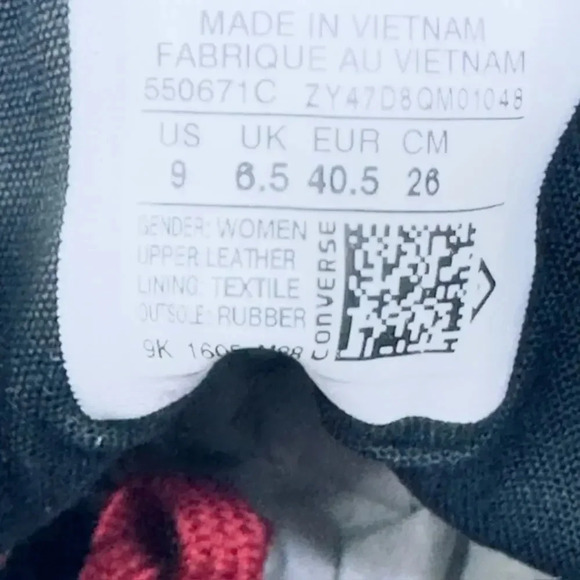 MADE IN VIETNAM
FABRIQUE AU VIETNAM
550671C ZY47D8QM01048
US UK EUR CM
9 6.5 40.5 26
GENDER: WOMEN
UPPER LEATHER
LINING: TEXTILE
OUTSOLE: RUBBER
CONVERSE
9K